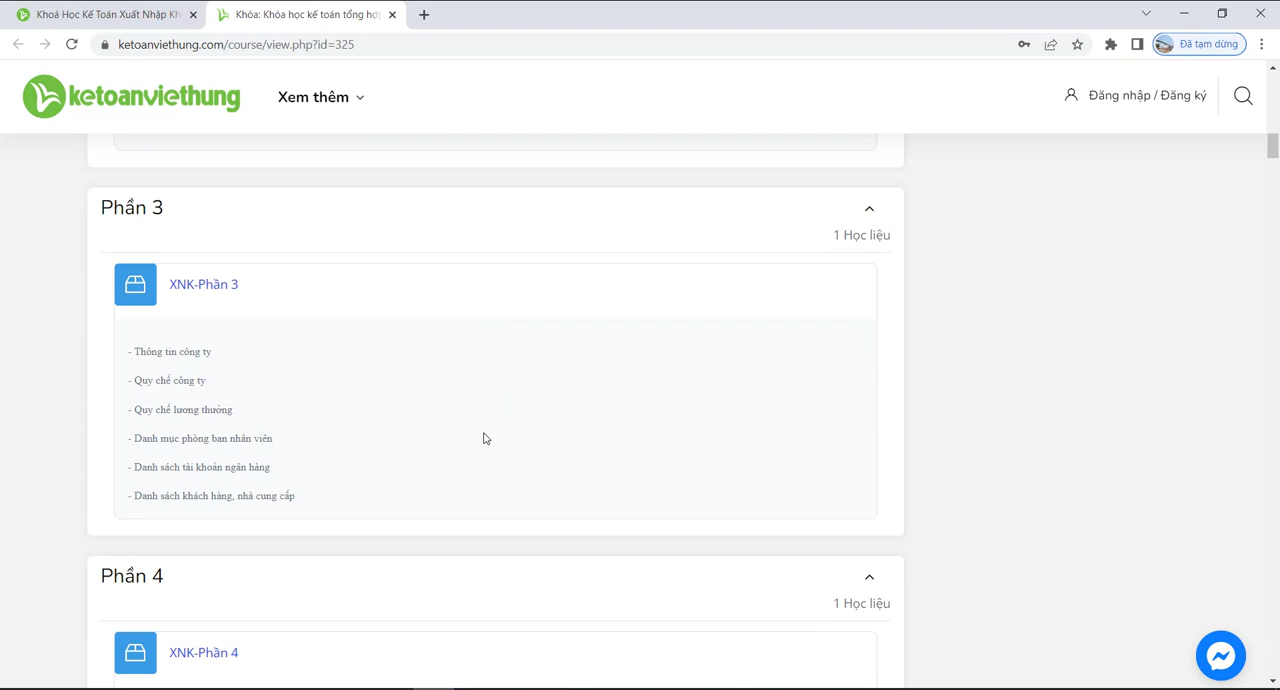 Khoá Học Kế Toán Xuất Nhập Kh
Khóa: Khóa học kế toán tổng hợp
ketoanviethung.com/course/view.php?id=325
Đã tạm dừng
ketoanviethung
Xem thêm
Đăng nhập / Đăng ký
Phần 3
1 Học liệu
XNK-Phần 3
- Thông tin công ty
- Quy chế công ty
- Quy chế lương thưởng
- Danh mục phòng ban nhân viên
- Danh sách tài khoản ngân hàng
- Danh sách khách hàng, nhà cung cấp
Phần 4
1 Học liệu
XNK-Phần 4